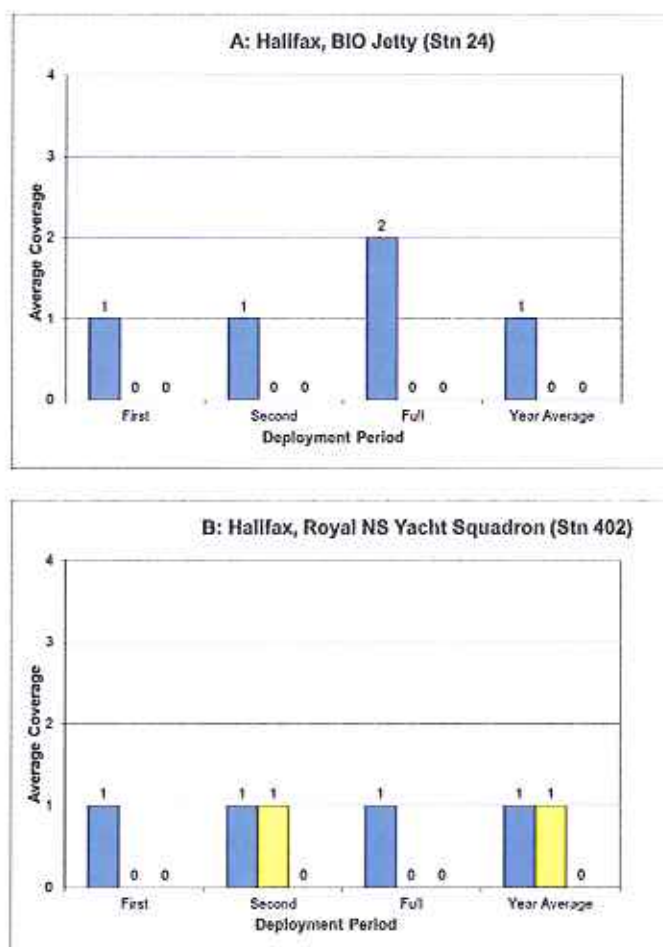 A: Halifax, BIO Jetty (Stn 24)
4
3
2
1
0
Average Coverage
1 0 0
1 0 0
2 0 0
1 0 0
First Second Full Year Average
Deployment Period
B: Halifax, Royal NS Yacht Squadron (Stn 402)
4
3
2
1
0
Average Coverage
1 0 0
1 1 0
1 0 0
1 1 0
First Second Full Year Average
Deployment Period